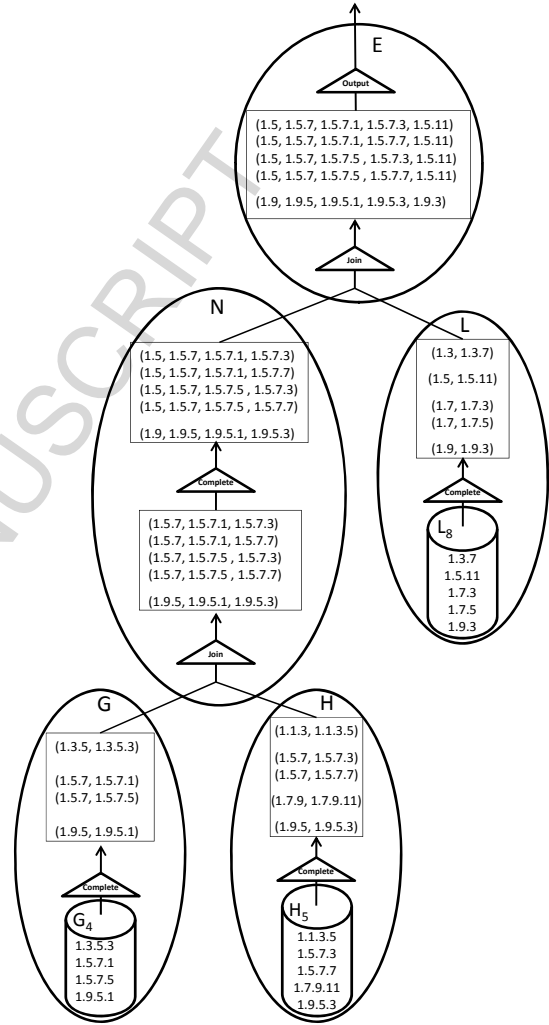 E
Output
(1.5, 1.5.7, 1.5.7.1, 1.5.7.3, 1.5.11)
(1.5, 1.5.7, 1.5.7.1, 1.5.7.7, 1.5.11)
(1.5, 1.5.7, 1.5.7.5 , 1.5.7.3, 1.5.11)
(1.5, 1.5.7, 1.5.7.5 , 1.5.7.7, 1.5.11)
(1.9, 1.9.5, 1.9.5.1, 1.9.5.3, 1.9.3)
Join
N
(1.5, 1.5.7, 1.5.7.1, 1.5.7.3)
(1.5, 1.5.7, 1.5.7.1, 1.5.7.7)
(1.5, 1.5.7, 1.5.7.5 , 1.5.7.3)
(1.5, 1.5.7, 1.5.7.5 , 1.5.7.7)
(1.9, 1.9.5, 1.9.5.1, 1.9.5.3)
Complete
(1.5.7, 1.5.7.1, 1.5.7.3)
(1.5.7, 1.5.7.1, 1.5.7.7)
(1.5.7, 1.5.7.5 , 1.5.7.3)
(1.5.7, 1.5.7.5 , 1.5.7.7)
(1.9.5, 1.9.5.1, 1.9.5.3)
Join
L
(1.3, 1.3.7)
(1.5, 1.5.11)
(1.7, 1.7.3)
(1.7, 1.7.5)
(1.9, 1.9.3)
Complete
L8
1.3.7
1.5.11
1.7.3
1.7.5
1.9.3
G
(1.3.5, 1.3.5.3)
(1.5.7, 1.5.7.1)
(1.5.7, 1.5.7.5)
(1.9.5, 1.9.5.1)
Complete
G4
1.3.5.3
1.5.7.1
1.5.7.5
1.9.5.1
H
(1.1.3, 1.1.3.5)
(1.5.7, 1.5.7.3)
(1.5.7, 1.5.7.7)
(1.7.9, 1.7.9.11)
(1.9.5, 1.9.5.3)
Complete
H5
1.1.3.5
1.5.7.3
1.5.7.7
1.7.9.11
1.9.5.3
NUSCRIPT